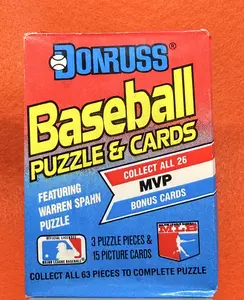 DONRUSS®
Baseball
PUZZLE & CARDS
COLLECT ALL 26
MVP
BONUS CARDS
FEATURING
WARREN SPAHN
PUZZLE
3 PUZZLE PIECES &
15 PICTURE CARDS
MLB
COLLECT ALL 63 PIECES TO COMPLETE PUZZLE